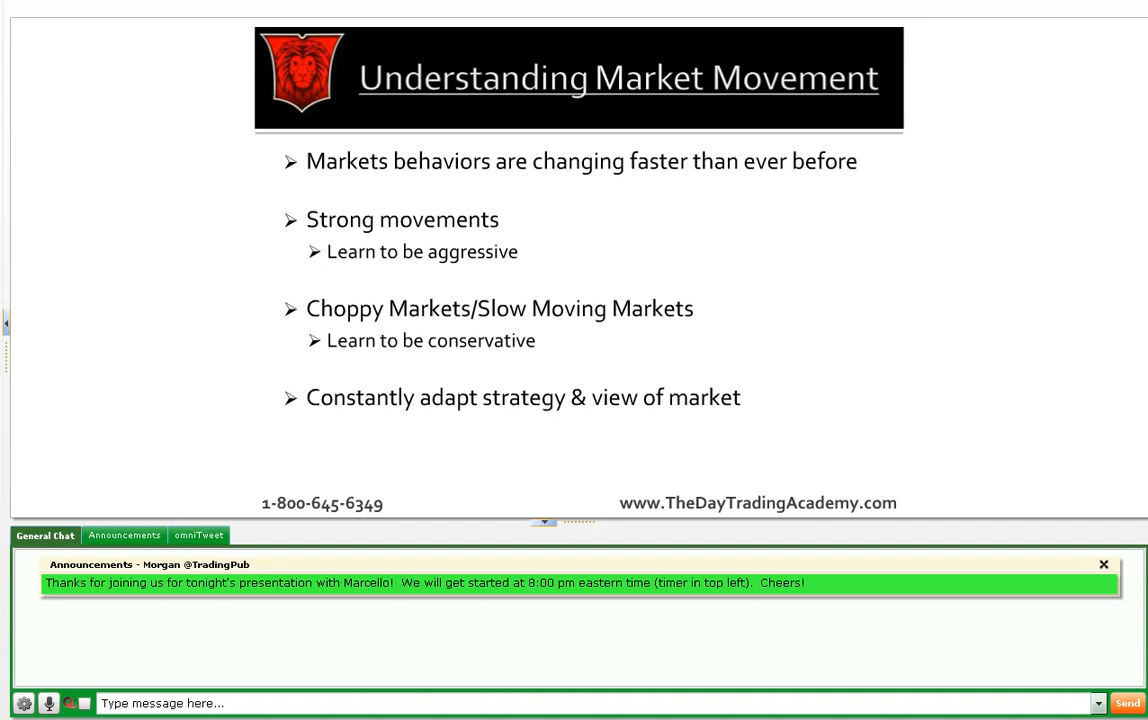 Understanding Market Movement
➢ Markets behaviors are changing faster than ever before
➢ Strong movements
➢ Learn to be aggressive
➢ Choppy Markets/Slow Moving Markets
➢ Learn to be conservative
➢ Constantly adapt strategy & view of market
1-800-645-6349
www.TheDayTradingAcademy.com
General Chat
Announcements
omniTweet
Announcements - Morgan @TradingPub
Thanks for joining us for tonight's presentation with Marcello!  We will get started at 8:00 pm eastern time (timer in top left).  Cheers!
Type message here...
Send